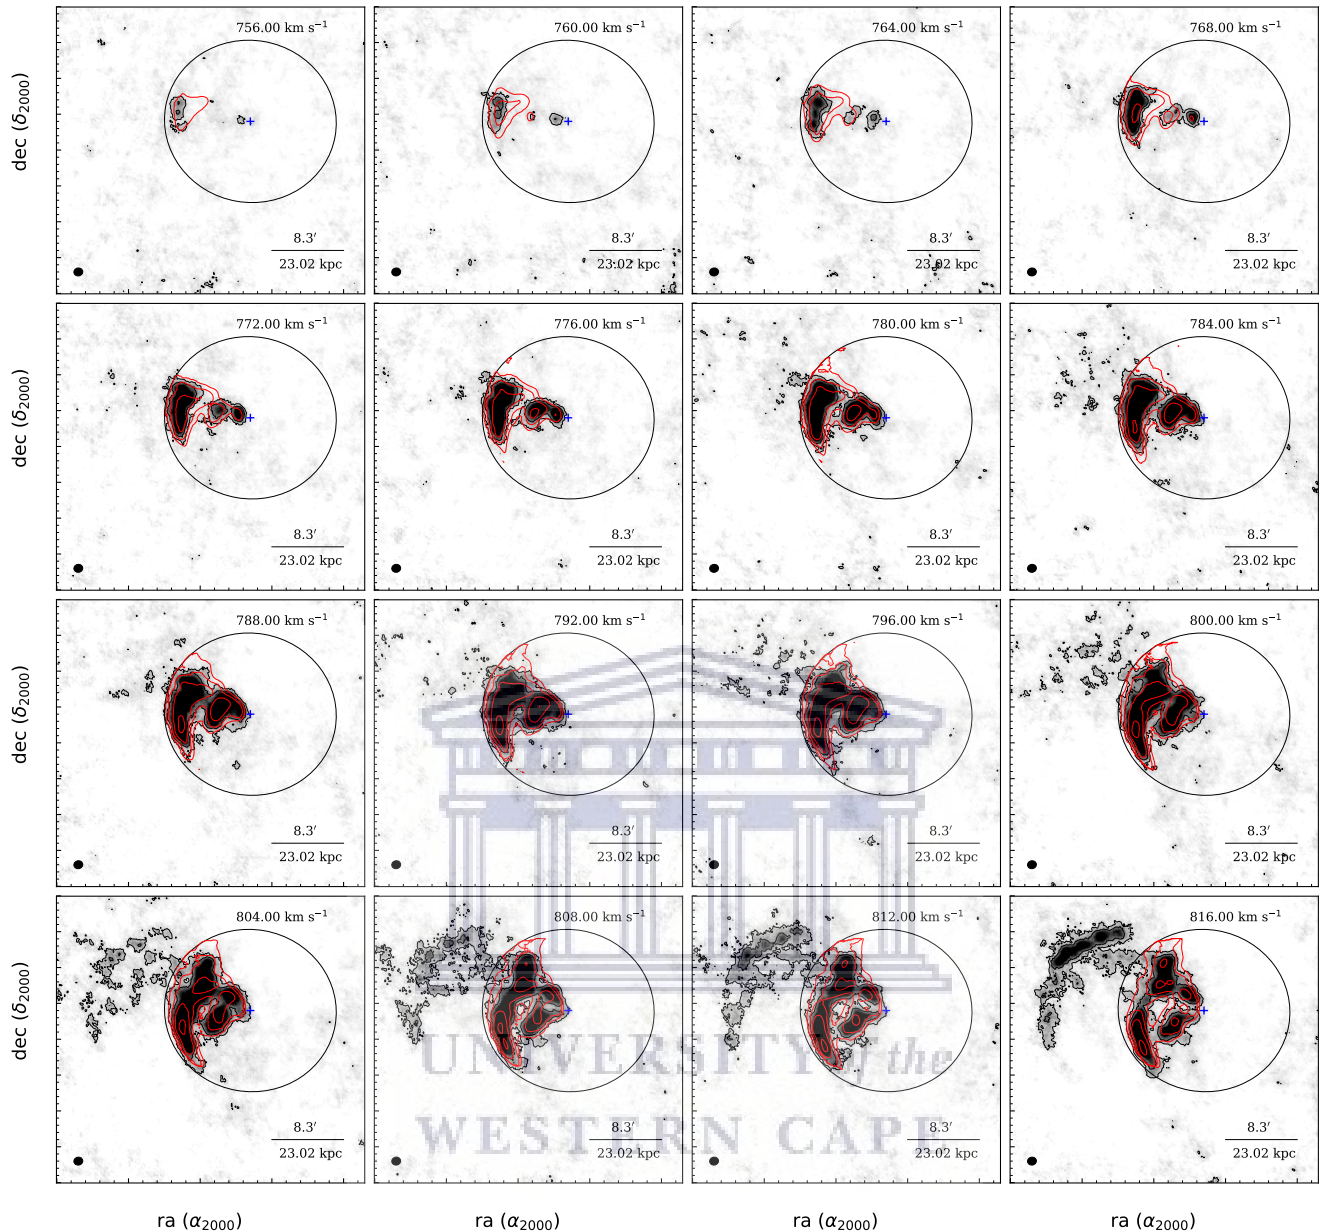 756.00 km s⁻¹
760.00 km s⁻¹
764.00 km s⁻¹
768.00 km s⁻¹
dec (δ₂₀₀₀)
8.3′
23.02 kpc
8.3′
23.02 kpc
8.3′
23.02 kpc
8.3′
23.02 kpc
772.00 km s⁻¹
776.00 km s⁻¹
780.00 km s⁻¹
784.00 km s⁻¹
dec (δ₂₀₀₀)
8.3′
23.02 kpc
8.3′
23.02 kpc
8.3′
23.02 kpc
8.3′
23.02 kpc
788.00 km s⁻¹
792.00 km s⁻¹
796.00 km s⁻¹
800.00 km s⁻¹
dec (δ₂₀₀₀)
8.3′
23.02 kpc
8.3′
23.02 kpc
8.3′
23.02 kpc
8.3′
23.02 kpc
804.00 km s⁻¹
808.00 km s⁻¹
812.00 km s⁻¹
816.00 km s⁻¹
dec (δ₂₀₀₀)
UNIVERSITY of the
WESTERN CAPE
8.3′
23.02 kpc
8.3′
23.02 kpc
8.3′
23.02 kpc
8.3′
23.02 kpc
ra (α₂₀₀₀)
ra (α₂₀₀₀)
ra (α₂₀₀₀)
ra (α₂₀₀₀)